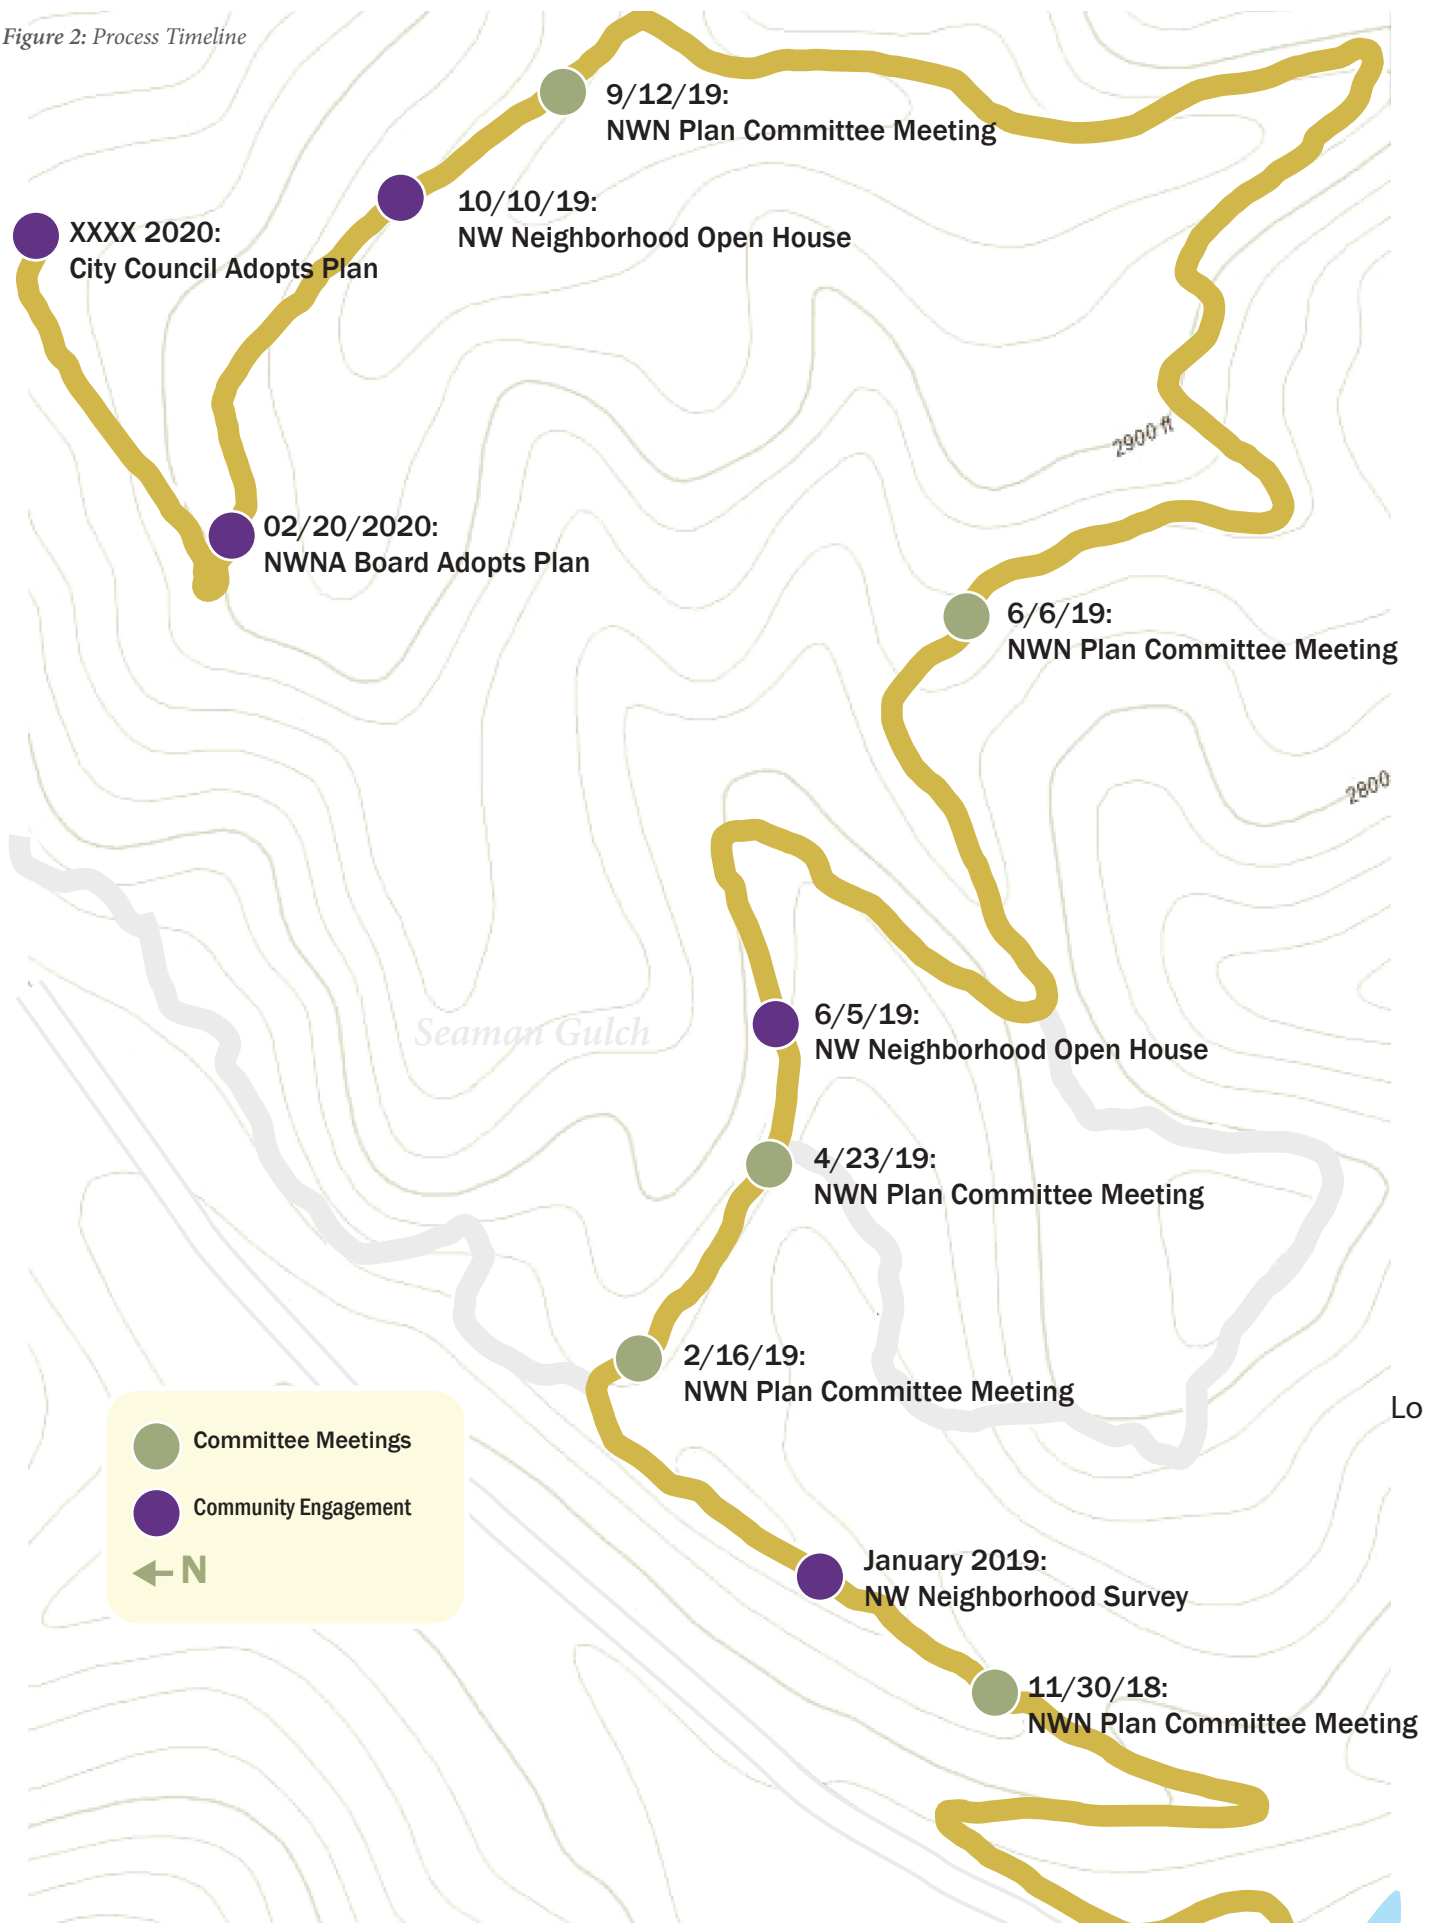 Figure 2: Process Timeline
9/12/19:
NWN Plan Committee Meeting
10/10/19:
NW Neighborhood Open House
XXXX 2020:
City Council Adopts Plan
2900 ft
02/20/2020:
NWNA Board Adopts Plan
6/6/19:
NWN Plan Committee Meeting
2800
6/5/19:
NW Neighborhood Open House
Seaman Gulch
4/23/19:
NWN Plan Committee Meeting
2/16/19:
NWN Plan Committee Meeting
Lo
Committee Meetings
Community Engagement
N
January 2019:
NW Neighborhood Survey
11/30/18:
NWN Plan Committee Meeting